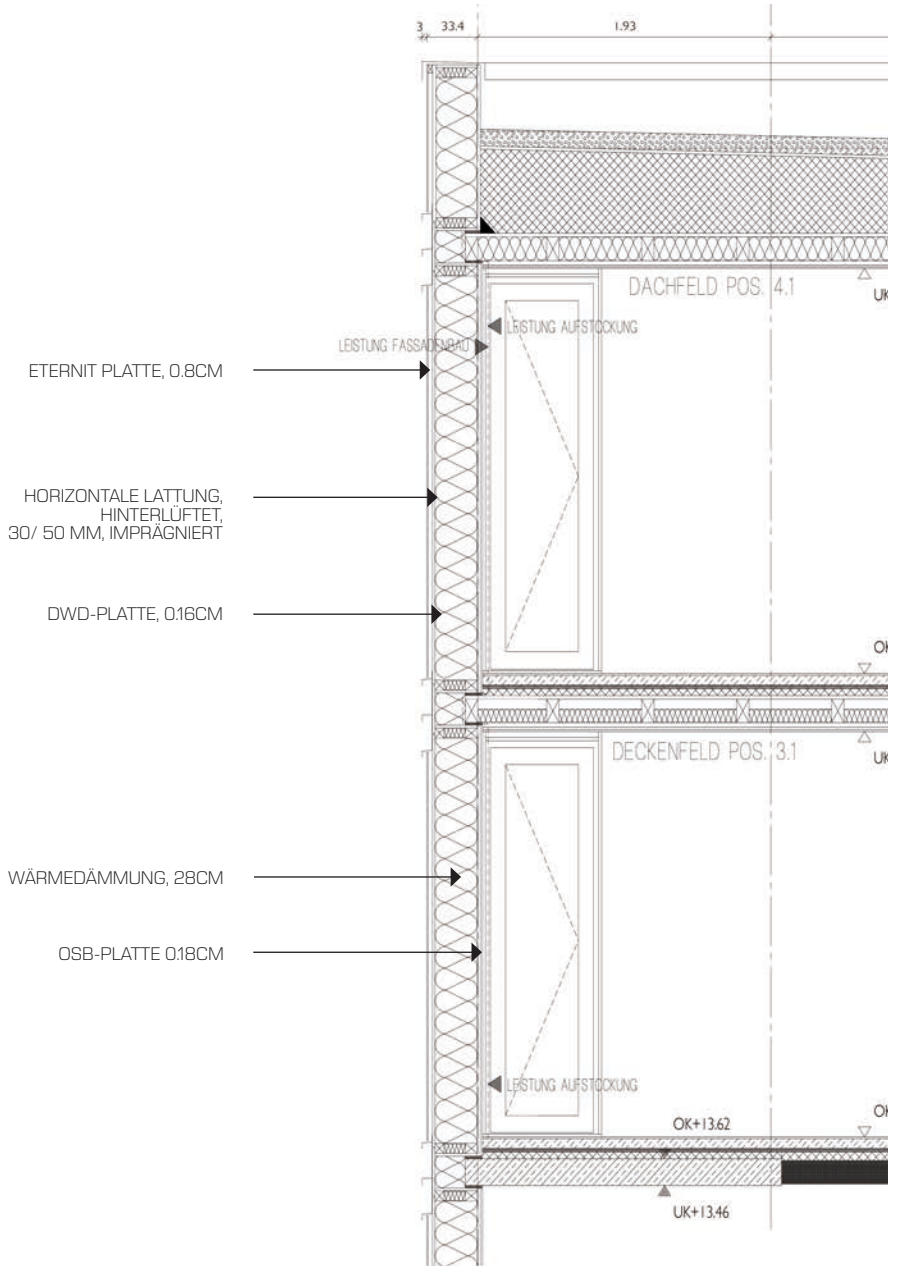 3 33.4 1.93
DACHFELD POS. 4.1
UK
LEISTUNG AUFSTOCKUNG
LEISTUNG FASSADENBAU
ETERNIT PLATTE, 0.8CM
HORIZONTALE LATTUNG,
HINTERLÜFTET,
30/ 50 MM, IMPRÄGNIERT
DWD-PLATTE, 0.16CM
OK
DECKENFELD POS. 3.1
UK
WÄRMEDÄMMUNG, 28CM
OSB-PLATTE 0.18CM
LEISTUNG AUFSTOCKUNG
OK+13.62
OK
UK+13.46